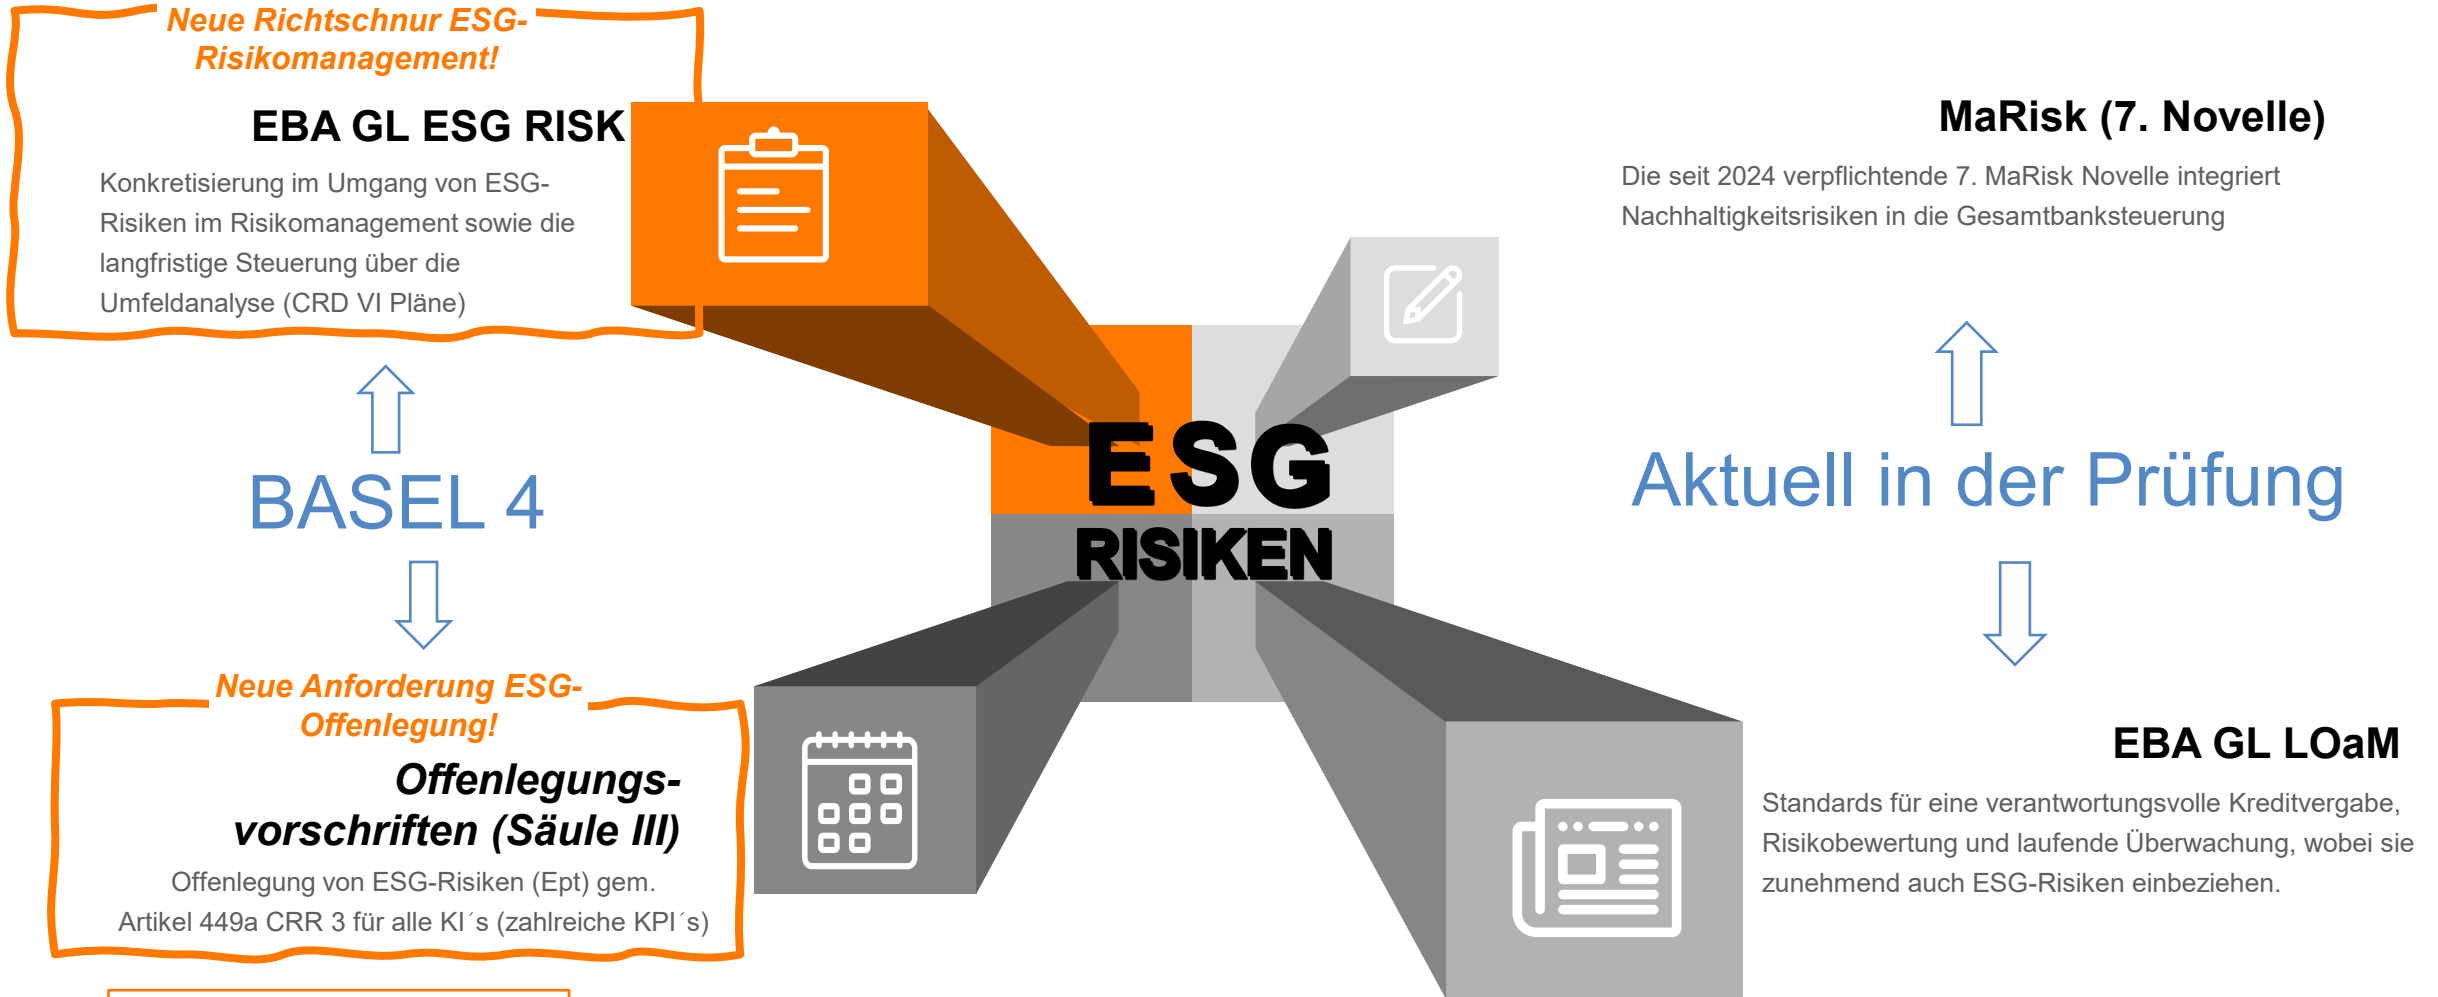 Neue Richtschnur ESG-
Risikomanagement!
EBA GL ESG RISK
Konkretisierung im Umgang von ESG-
Risiken im Risikomanagement sowie die
langfristige Steuerung über die
Umfeldanalyse (CRD VI Pläne)
BASEL 4
Neue Anforderung ESG-
Offenlegung!
Offenlegungs-
vorschriften (Säule III)
Offenlegung von ESG-Risiken (Ept) gem.
Artikel 449a CRR 3 für alle KI´s (zahlreiche KPI´s)
ESG
RISIKEN
MaRisk (7. Novelle)
Die seit 2024 verpflichtende 7. MaRisk Novelle integriert
Nachhaltigkeitsrisiken in die Gesamtbanksteuerung
Aktuell in der Prüfung
EBA GL LOaM
Standards für eine verantwortungsvolle Kreditvergabe,
Risikobewertung und laufende Überwachung, wobei sie
zunehmend auch ESG-Risiken einbeziehen.